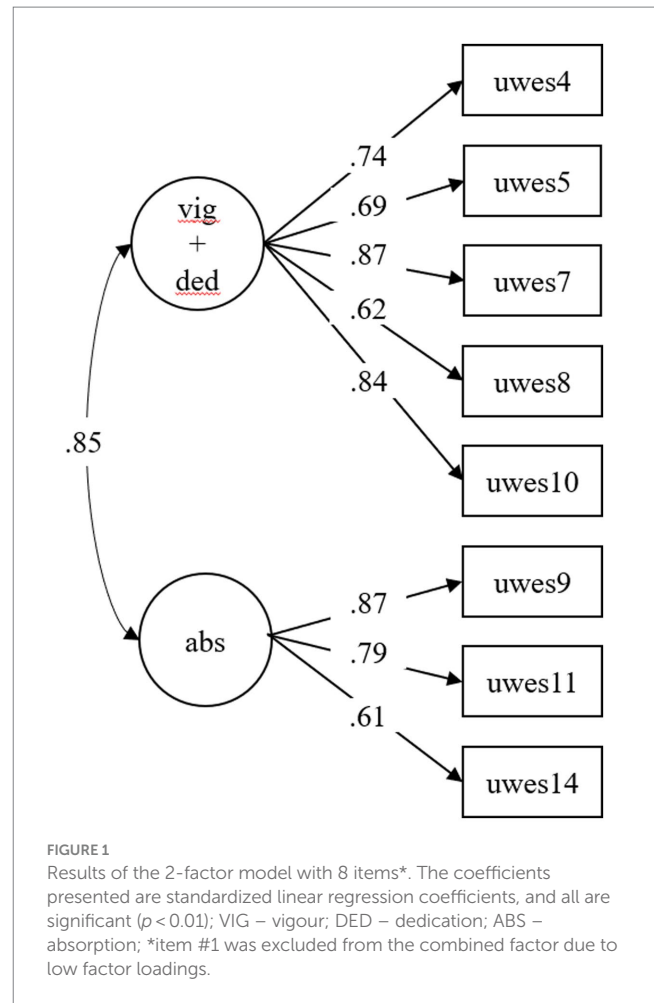 uwes4
.74
uwes5
.69
vig
+
ded
.87
uwes7
.62
uwes8
.84
uwes10
.85
uwes9
.87
.79
abs
uwes11
.61
uwes14
FIGURE 1
Results of the 2-factor model with 8 items*. The coefficients
presented are standardized linear regression coefficients, and all are
significant (p < 0.01); VIG – vigour; DED – dedication; ABS –
absorption; *item #1 was excluded from the combined factor due to
low factor loadings.